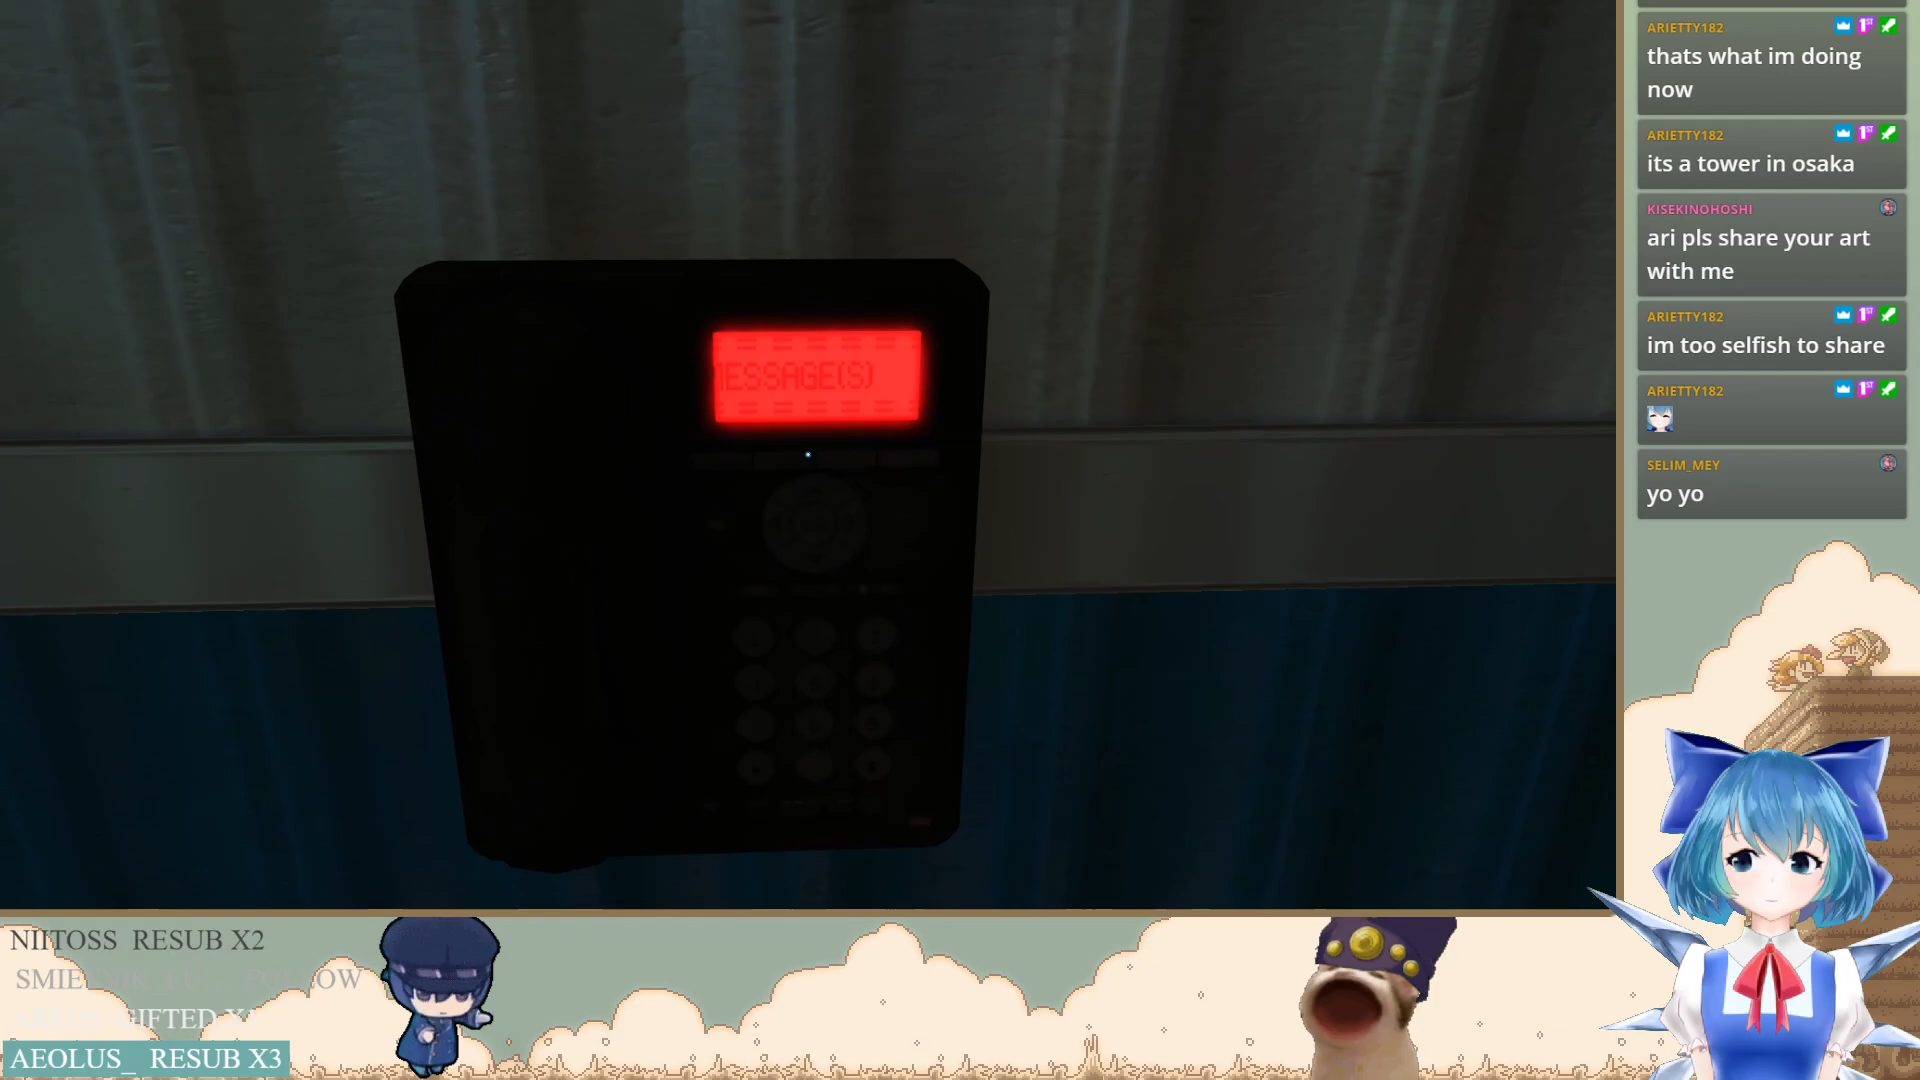 ARIETTY182
thats what im doing
now
ARIETTY182
its a tower in osaka
KISEKINOHOSHI
ari pls share your art
with me
ARIETTY182
im too selfish to share
ARIETTY182
SELIM_MEY
yo yo
ESSAGE(S)
NIITOSS RESUB X2
GIFTED
AEOLUS_ RESUB X3